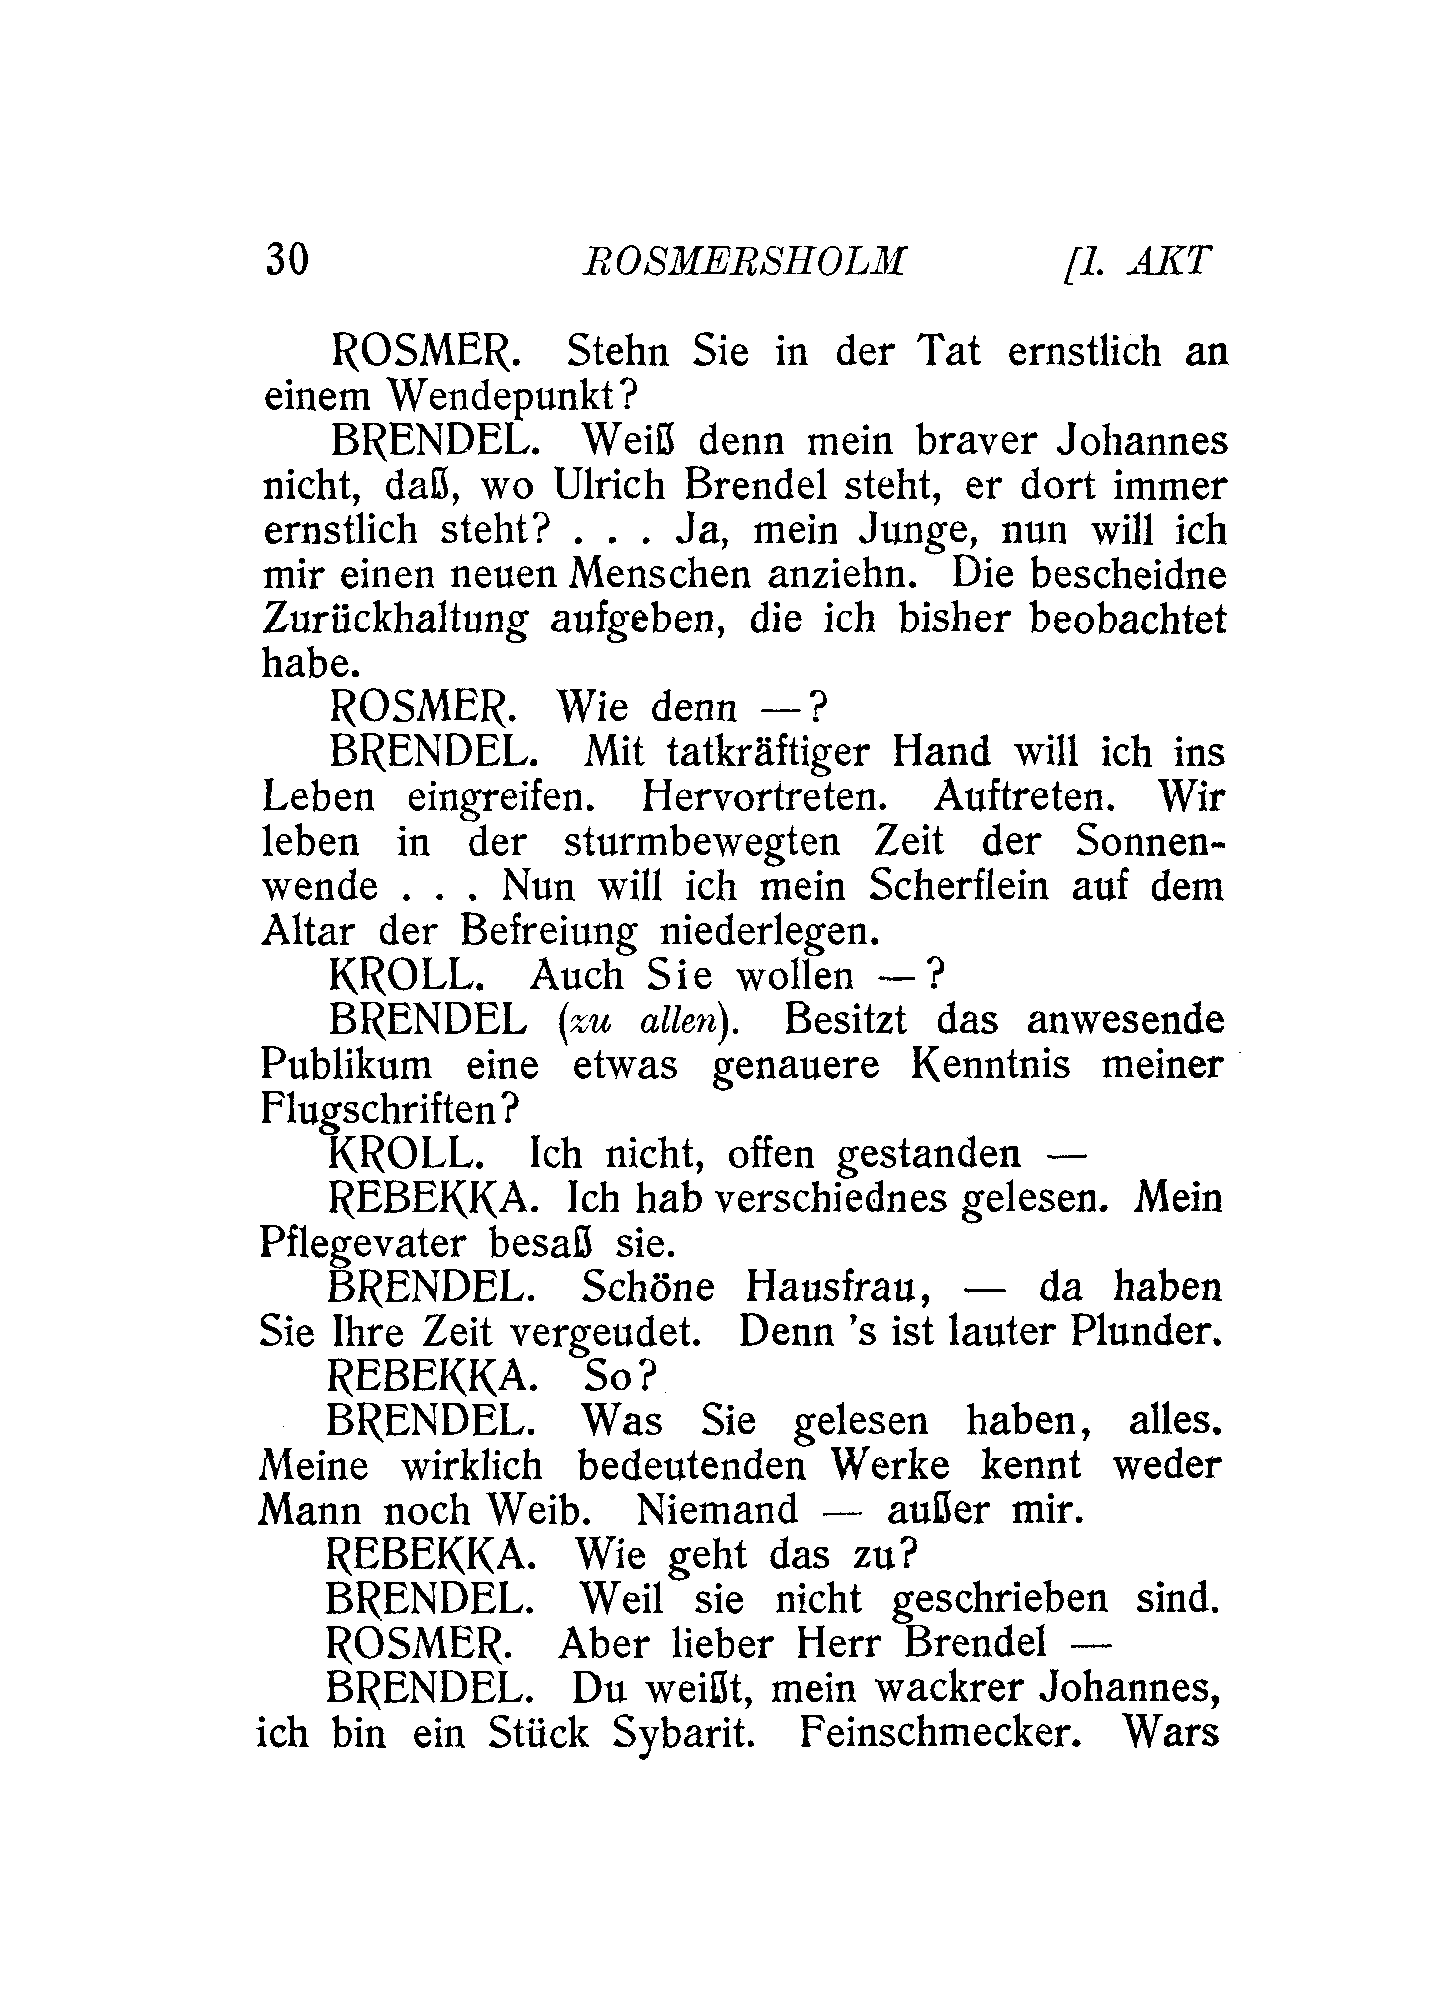 30 ROSMERSHOLM [1. AKT
ROSMER. Stehn Sie in der Tat ernstlich an
einem Wendepunkt?
BRENDEL. Weiß denn mein braver Johannes
nicht, daß, wo Ulrich Brendel steht, er dort immer
ernstlich steht? . . . Ja, mein Junge, nun will ich
mir einen neuen Menschen anziehn. Die bescheidne
Zurückhaltung aufgeben, die ich bisher beobachtet
habe.
ROSMER. Wie denn —?
BRENDEL. Mit tatkräftiger Hand will ich ins
Leben eingreifen. Hervortreten. Auftreten. Wir
leben in der sturmbewegten Zeit der Sonnen-
wende . . . Nun will ich mein Scherflein auf dem
Altar der Befreiung niederlegen.
KROLL. Auch Sie wollen —?
BRENDEL (zu allen). Besitzt das anwesende
Publikum eine etwas genauere Kenntnis meiner
Flugschriften?
KROLL. Ich nicht, offen gestanden —
REBEKKA. Ich hab verschiednes gelesen. Mein
Pflegevater besaß sie.
BRENDEL. Schöne Hausfrau, — da haben
Sie Ihre Zeit vergeudet. Denn 's ist lauter Plunder.
REBEKKA. So?
BRENDEL. Was Sie gelesen haben, alles.
Meine wirklich bedeutenden Werke kennt weder
Mann noch Weib. Niemand — außer mir.
REBEKKA. Wie geht das zu?
BRENDEL. Weil sie nicht geschrieben sind.
ROSMER. Aber lieber Herr Brendel —
BRENDEL. Du weißt, mein wackrer Johannes,
ich bin ein Stück Sybarit. Feinschmecker. Wars